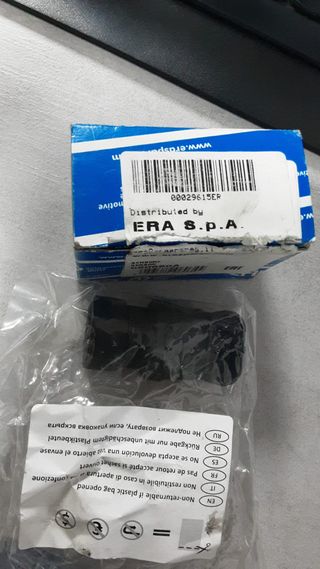 www.eraspares.com
00029615ER
Distributed by
ERA S.p.A.
EN Non-returnable if plastic bag opened
IT Non restituibile in caso di apertura confezione
FR Pas de retour accepté si sachet ouvert
ES No se acepta devolución una vez abierto el envase
DE Rückgabe nur mit unbeschädigtem Plastikbeutel
RU Не подлежит возврату, если упаковка вскрыта